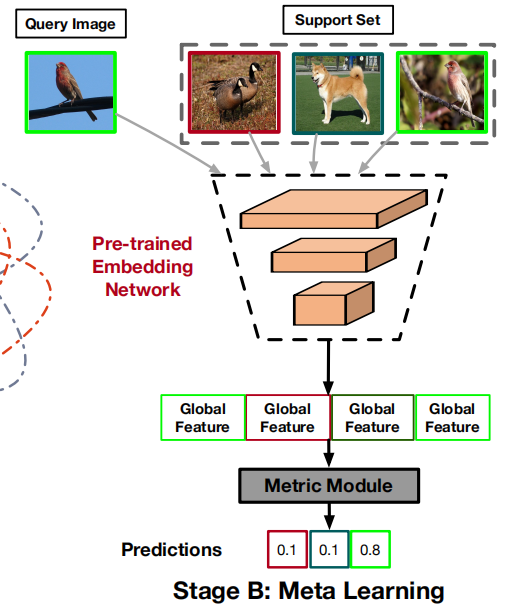 Query Image
Support Set
Pre-trained
Embedding
Network
Global Feature
Global Feature
Global Feature
Global Feature
Metric Module
Predictions
0.1
0.1
0.8
Stage B: Meta Learning